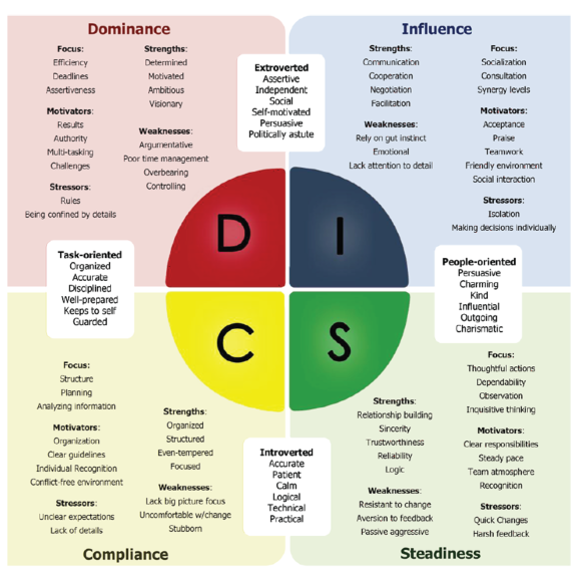 Dominance
Focus:
Efficiency
Deadlines
Assertiveness
Motivators:
Results
Authority
Multi-tasking
Challenges
Stressors:
Rules
Being confined by details
Strengths:
Determined
Motivated
Ambitious
Visionary
Weaknesses:
Argumentative
Poor time management
Overbearing
Controlling
Extroverted
Assertive
Independent
Social
Self-motivated
Persuasive
Politically astute
Influence
Strengths:
Communication
Cooperation
Negotiation
Facilitation
Weaknesses:
Rely on gut instinct
Emotional
Lack attention to detail
Focus:
Socialization
Consultation
Synergy levels
Motivators:
Acceptance
Praise
Teamwork
Friendly environment
Social interaction
Stressors:
Isolation
Making decisions individually
D
I
Task-oriented
Organized
Accurate
Disciplined
Well-prepared
Keeps to self
Guarded
People-oriented
Persuasive
Charming
Kind
Influential
Outgoing
Charismatic
C
S
Focus:
Structure
Planning
Analyzing information
Motivators:
Organization
Clear guidelines
Individual Recognition
Conflict-free environment
Stressors:
Unclear expectations
Lack of details
Strengths:
Organized
Structured
Even-tempered
Focused
Weaknesses:
Lack big picture focus
Uncomfortable w/change
Stubborn
Compliance
Introverted
Accurate
Patient
Calm
Logical
Technical
Practical
Strengths:
Relationship building
Sincerity
Trustworthiness
Reliability
Logic
Weaknesses:
Resistant to change
Aversion to feedback
Passive aggressive
Focus:
Thoughtful actions
Dependability
Observation
Inquisitive thinking
Motivators:
Clear responsibilities
Steady pace
Team atmosphere
Recognition
Stressors:
Quick Changes
Harsh feedback
Steadiness